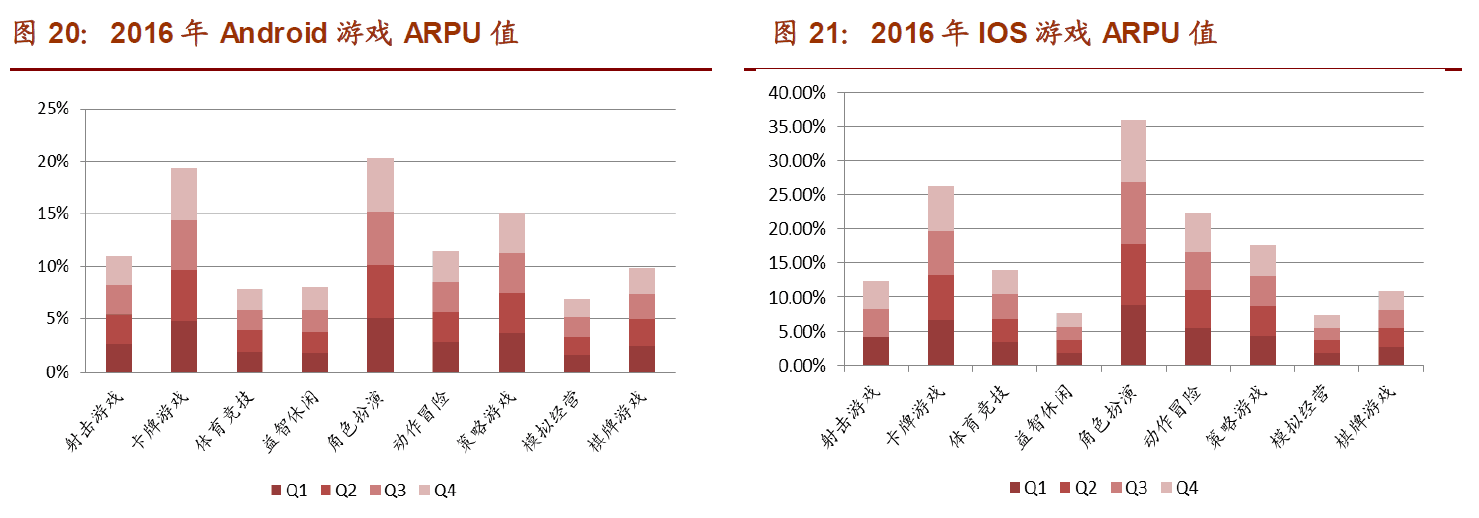 图 20： 2016 年 Android 游戏 ARPU 值
25%
20%
15%
10%
5%
0%
射击游戏
卡牌游戏
体育竞技
益智休闲
角色扮演
动作冒险
策略游戏
模拟经营
棋牌游戏
Q1 Q2 Q3 Q4
图 21： 2016 年 IOS 游戏 ARPU 值
40.00%
35.00%
30.00%
25.00%
20.00%
15.00%
10.00%
5.00%
0.00%
射击游戏
卡牌游戏
体育竞技
益智休闲
角色扮演
动作冒险
策略游戏
模拟经营
棋牌游戏
Q1 Q2 Q3 Q4